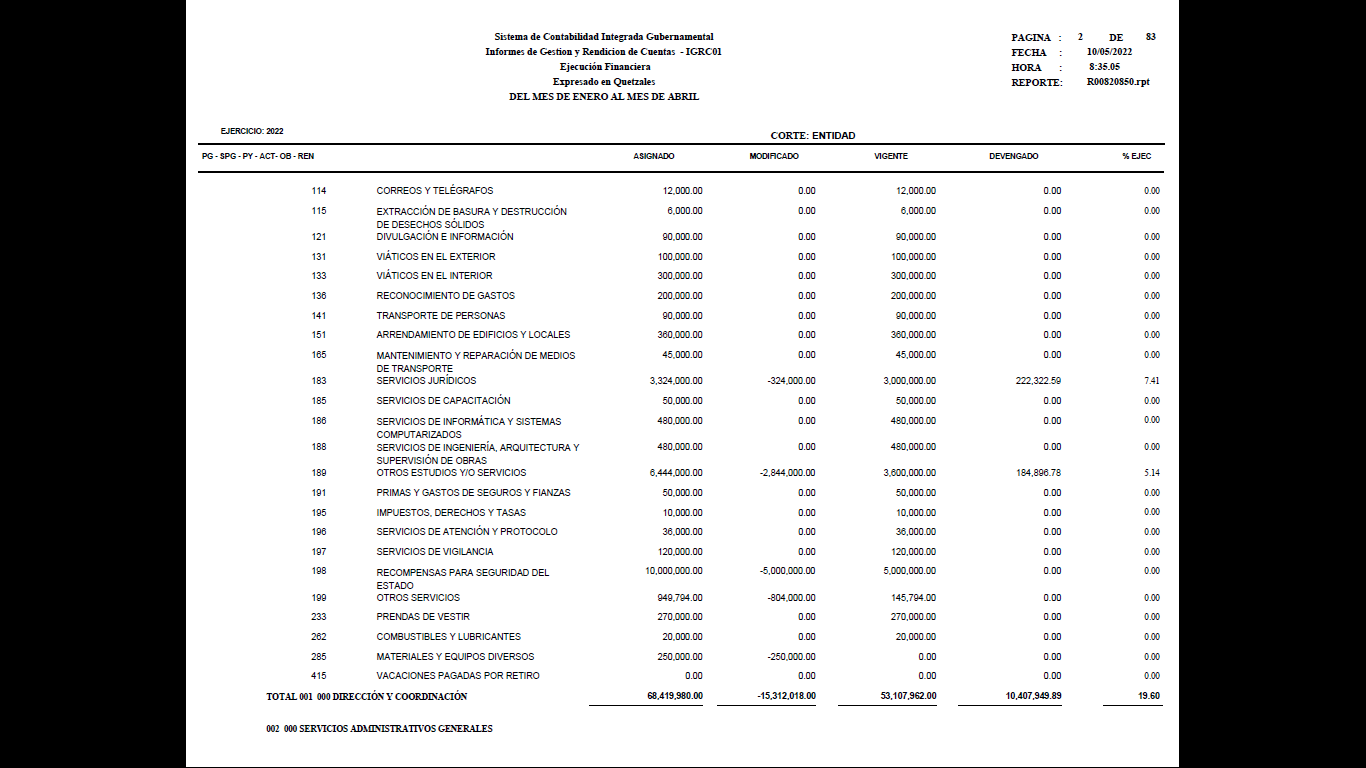 Sistema de Contabilidad Integrada Gubernamental
Informes de Gestion y Rendicion de Cuentas - IGRC01
Ejecución Financiera
Expresado en Quetzales
DEL MES DE ENERO AL MES DE ABRIL
PAGINA : 2 DE 83
FECHA : 10/05/2022
HORA : 8:35.05
REPORTE: R00820850.rpt
EJERCICIO: 2022
CORTE: ENTIDAD
PG - SPG - PY - ACT- OB - REN ASIGNADO MODIFICADO VIGENTE DEVENGADO % EJEC
114 CORREOS Y TELÉGRAFOS 12,000.00 0.00 12,000.00 0.00 0.00
115 EXTRACCIÓN DE BASURA Y DESTRUCCIÓN 6,000.00 0.00 6,000.00 0.00 0.00
DE DESECHOS SÓLIDOS
121 DIVULGACIÓN E INFORMACIÓN 90,000.00 0.00 90,000.00 0.00 0.00
131 VIÁTICOS EN EL EXTERIOR 100,000.00 0.00 100,000.00 0.00 0.00
133 VIÁTICOS EN EL INTERIOR 300,000.00 0.00 300,000.00 0.00 0.00
136 RECONOCIMIENTO DE GASTOS 200,000.00 0.00 200,000.00 0.00 0.00
141 TRANSPORTE DE PERSONAS 90,000.00 0.00 90,000.00 0.00 0.00
151 ARRENDAMIENTO DE EDIFICIOS Y LOCALES 360,000.00 0.00 360,000.00 0.00 0.00
165 MANTENIMIENTO Y REPARACIÓN DE MEDIOS 45,000.00 0.00 45,000.00 0.00 0.00
DE TRANSPORTE
183 SERVICIOS JURÍDICOS 3,324,000.00 -324,000.00 3,000,000.00 222,322.59 7.41
185 SERVICIOS DE CAPACITACIÓN 50,000.00 0.00 50,000.00 0.00 0.00
186 SERVICIOS DE INFORMÁTICA Y SISTEMAS 480,000.00 0.00 480,000.00 0.00 0.00
COMPUTARIZADOS
188 SERVICIOS DE INGENIERÍA, ARQUITECTURA Y 480,000.00 0.00 480,000.00 0.00 0.00
SUPERVISIÓN DE OBRAS
189 OTROS ESTUDIOS Y/O SERVICIOS 6,444,000.00 -2,844,000.00 3,600,000.00 184,896.78 5.14
191 PRIMAS Y GASTOS DE SEGUROS Y FIANZAS 50,000.00 0.00 50,000.00 0.00 0.00
195 IMPUESTOS, DERECHOS Y TASAS 10,000.00 0.00 10,000.00 0.00 0.00
196 SERVICIOS DE ATENCIÓN Y PROTOCOLO 36,000.00 0.00 36,000.00 0.00 0.00
197 SERVICIOS DE VIGILANCIA 120,000.00 0.00 120,000.00 0.00 0.00
198 RECOMPENSAS PARA SEGURIDAD DEL 10,000,000.00 -5,000,000.00 5,000,000.00 0.00 0.00
ESTADO
199 OTROS SERVICIOS 949,794.00 -804,000.00 145,794.00 0.00 0.00
233 PRENDAS DE VESTIR 270,000.00 0.00 270,000.00 0.00 0.00
262 COMBUSTIBLES Y LUBRICANTES 20,000.00 0.00 20,000.00 0.00 0.00
285 MATERIALES Y EQUIPOS DIVERSOS 250,000.00 -250,000.00 0.00 0.00 0.00
415 VACACIONES PAGADAS POR RETIRO 0.00 0.00 0.00 0.00 0.00
TOTAL 001 000 DIRECCIÓN Y COORDINACIÓN 68,419,980.00 -15,312,018.00 53,107,962.00 10,407,949.89 19.60
002 000 SERVICIOS ADMINISTRATIVOS GENERALES